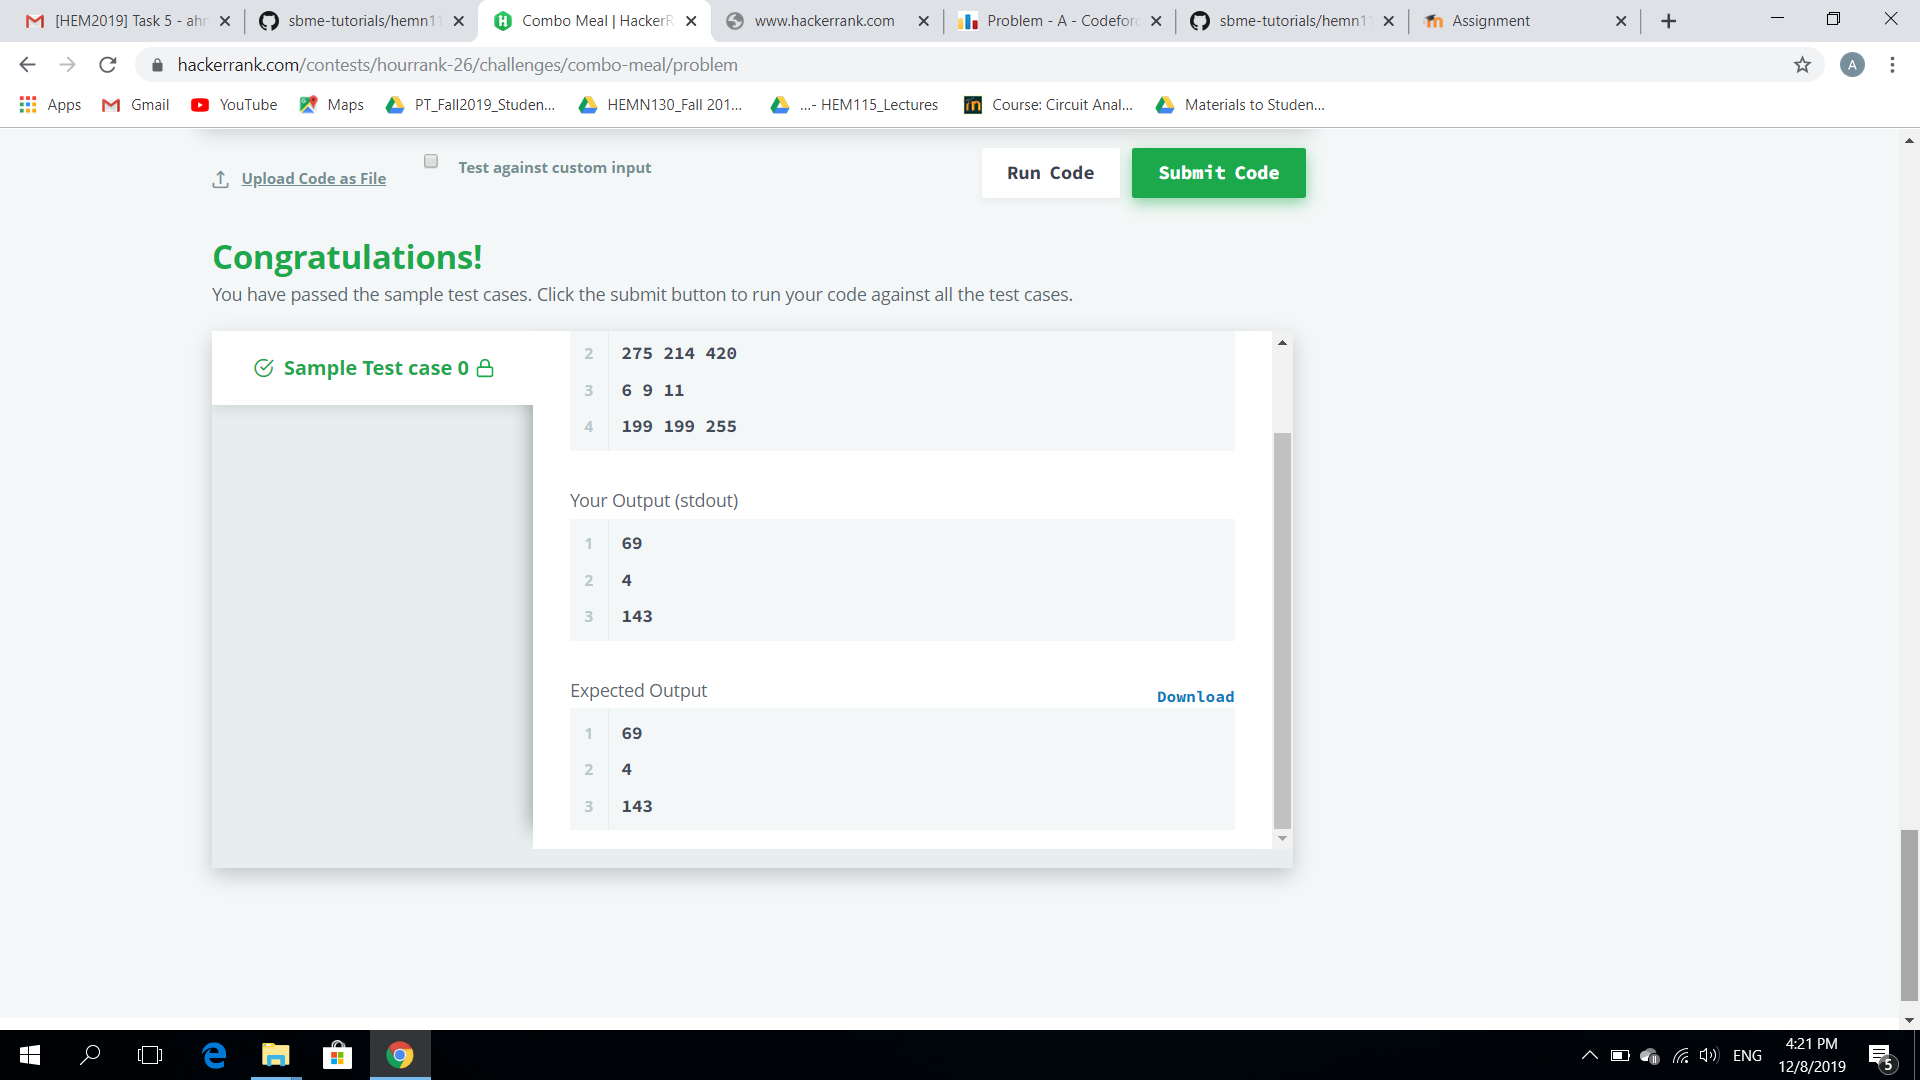 [HEM2019] Task 5 - ahm
sbme-tutorials/hemn11
Combo Meal | HackerR
www.hackerrank.com
Problem - A - Codeforc
sbme-tutorials/hemn11
Assignment
hackerrank.com/contests/hourrank-26/challenges/combo-meal/problem
A
Apps
Gmail
YouTube
Maps
PT_Fall2019_Studen...
HEMN130_Fall 201...
...- HEM115_Lectures
Course: Circuit Anal...
Materials to Studen...
Upload Code as File
Test against custom input
Run Code
Submit Code
Congratulations!
You have passed the sample test cases. Click the submit button to run your code against all the test cases.
Sample Test case 0
2 275 214 420
3 6 9 11
4 199 199 255
Your Output (stdout)
1 69
2 4
3 143
Expected Output
Download
1 69
2 4
3 143
ENG
4:21 PM
12/8/2019
5